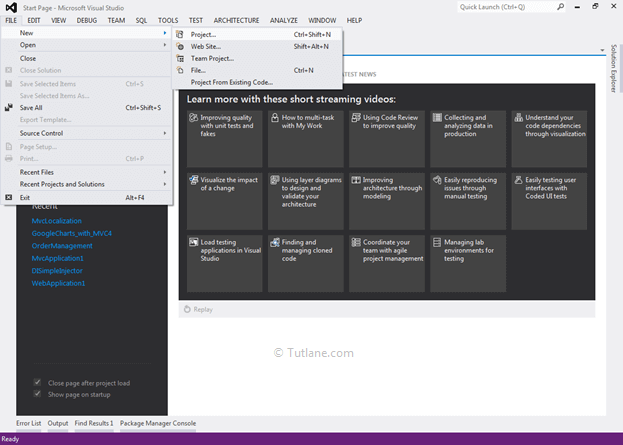 Start Page - Microsoft Visual Studio
Quick Launch (Ctrl+Q)
FILE EDIT VIEW DEBUG TEAM SQL TOOLS TEST ARCHITECTURE ANALYZE WINDOW HELP
New
Open
Close
Close Solution
Save Selected Items Ctrl+S
Save Selected Items As...
Save All Ctrl+Shift+S
Export Template...
Source Control
Page Setup...
Print... Ctrl+P
Recent Files
Recent Projects and Solutions
Exit Alt+F4
Project... Ctrl+Shift+N
Web Site... Shift+Alt+N
Team Project...
File... Ctrl+N
Project From Existing Code...
Solution Explorer
LATEST NEWS
Learn more with these short streaming videos:
Improving quality
with unit tests and
fakes
How to multi-task
with My Work
Using Code Review
to improve quality
Collecting and
analyzing data in
production
Understand your
code dependencies
through visualization
Visualize the impact
of a change
Using layer diagrams
to design and
validate your
architecture
Improving
architecture through
modeling
Easily reproducing
issues through
manual testing
Easily testing user
interfaces with
Coded UI tests
Load testing
applications in Visual
Studio
Finding and
managing cloned
code
Coordinate your
team with agile
project management
Managing lab
environments for
testing
Replay
Recent
MvcLocalization
GoogleCharts_with_MVC4
OrderManagement
MvcApplication1
DISimpleInjector
WebApplication1
© Tutlane.com
Close page after project load
Show page on startup
Error List Output Find Results 1 Package Manager Console
Ready